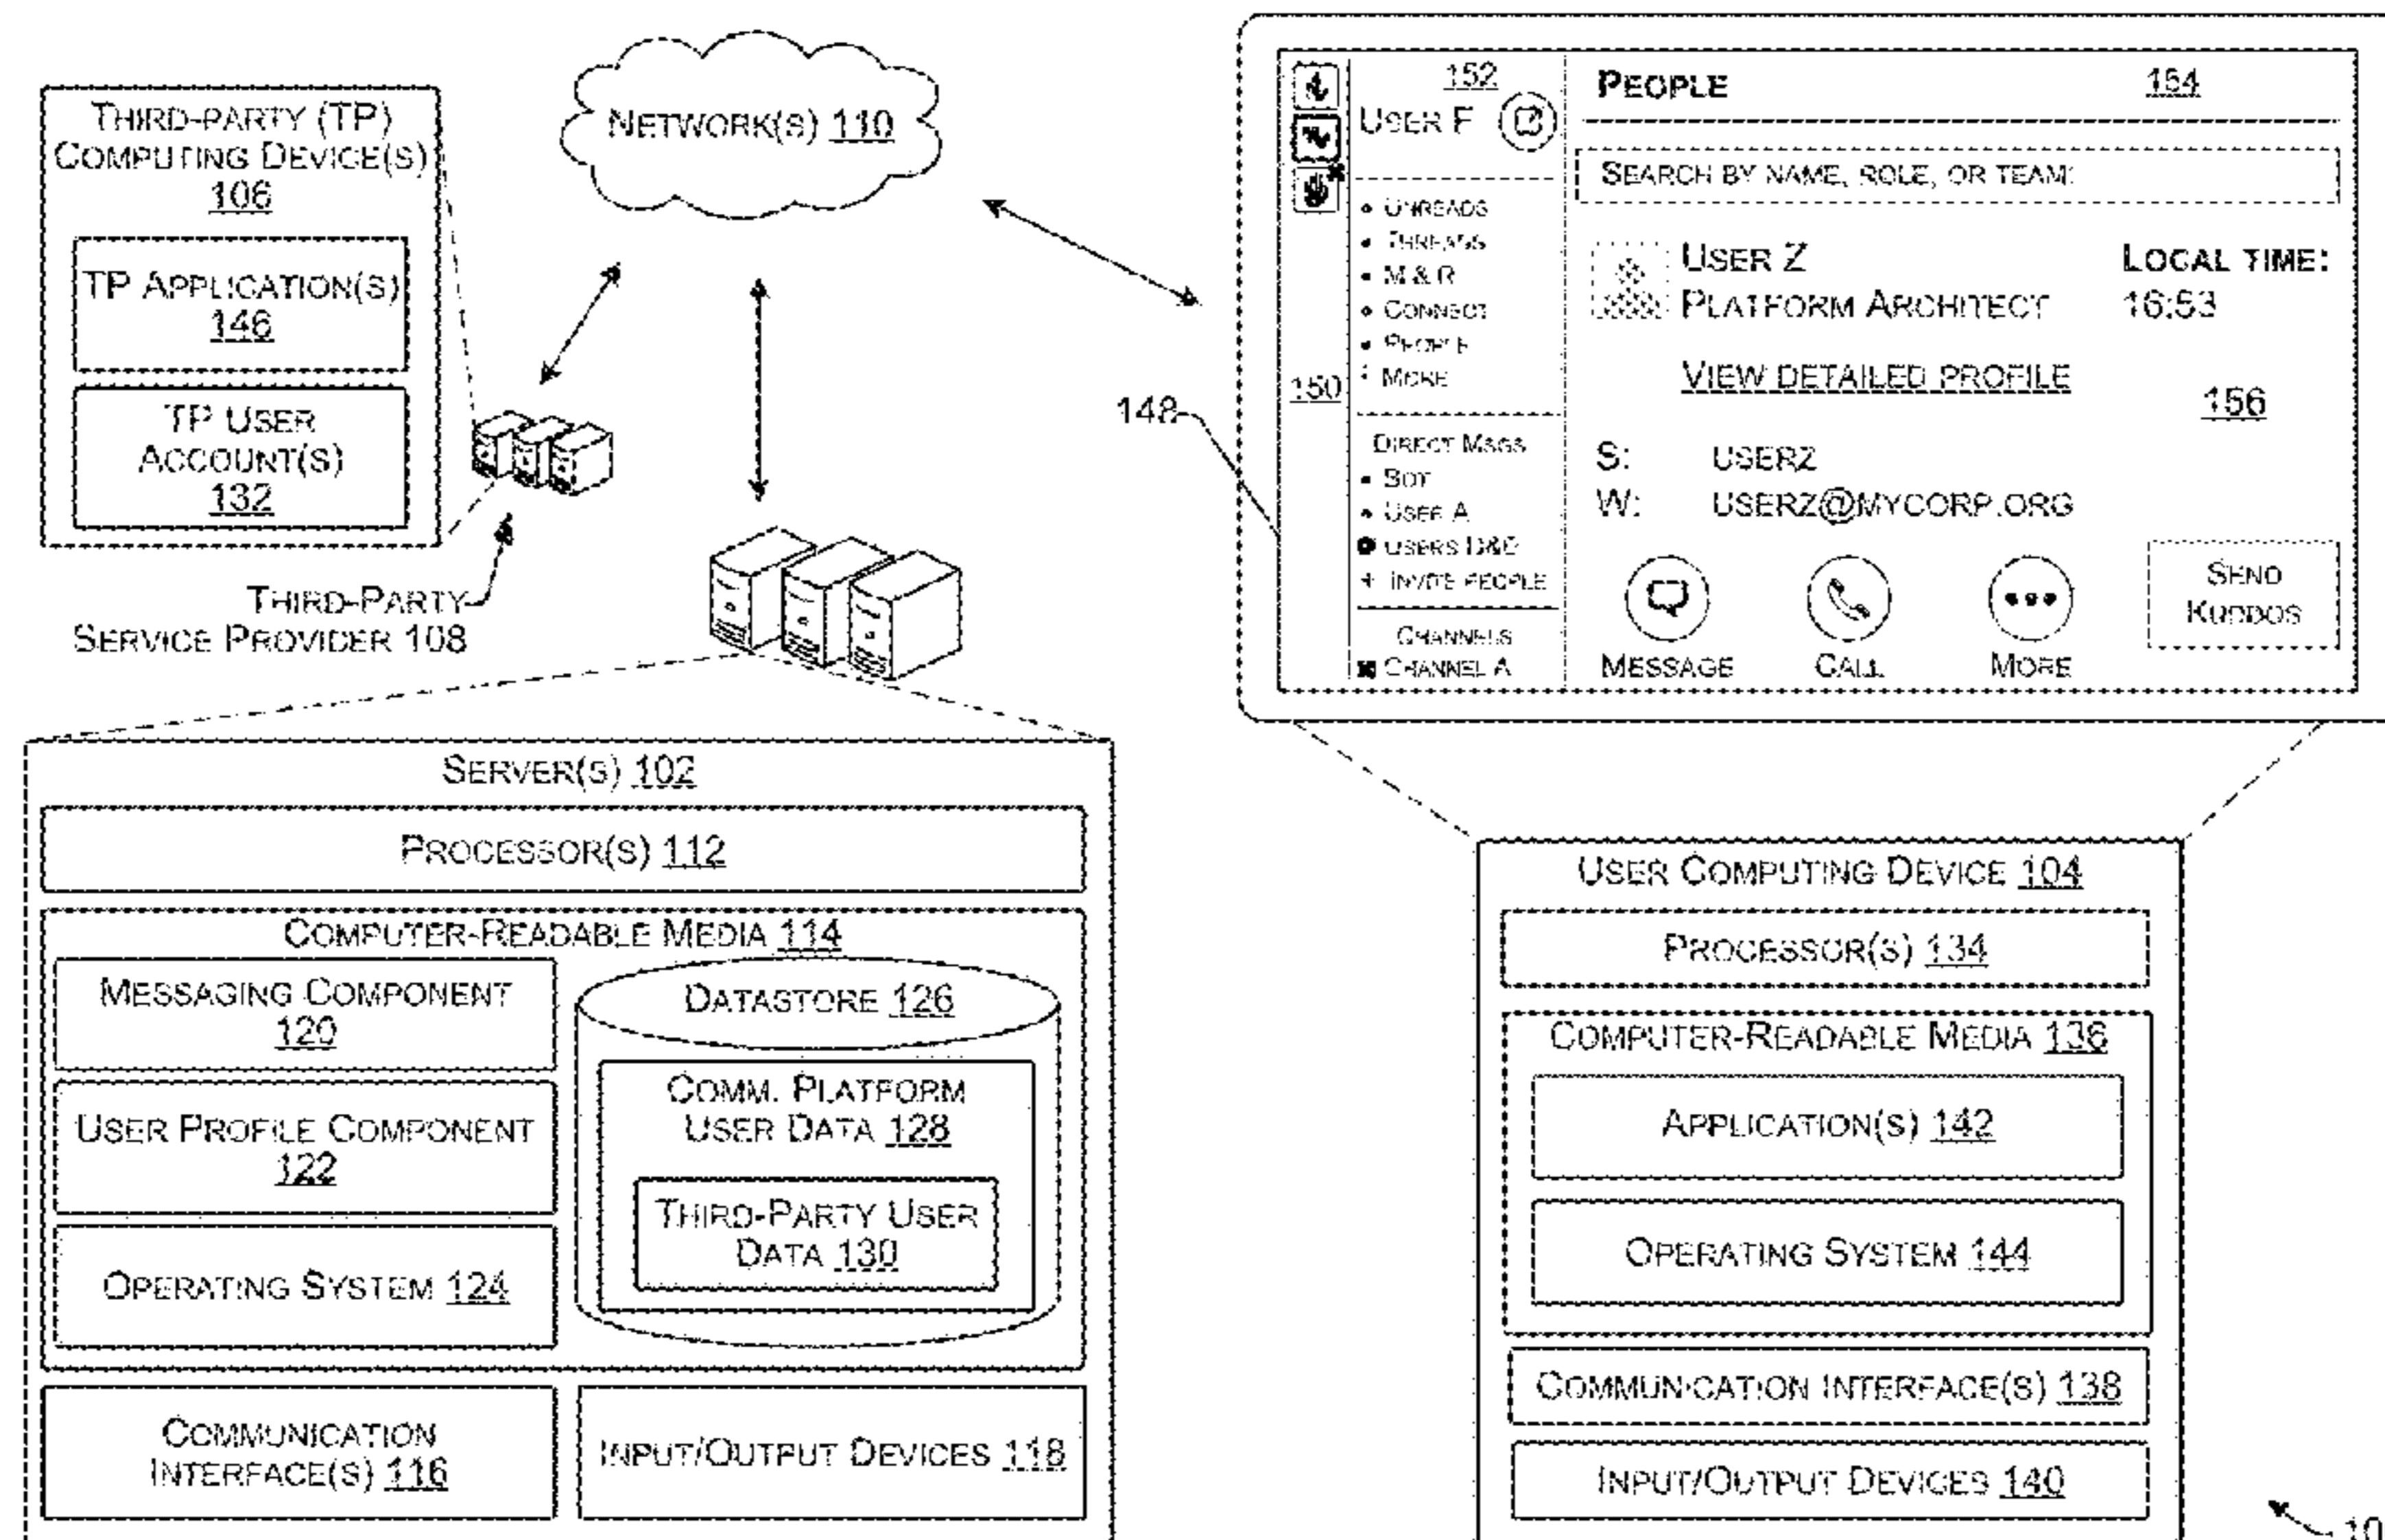 THIRD-PARTY (TP)
COMPUTING DEVICE(S)
106
TP APPLICATION(S)
146
TP USER
ACCOUNT(S)
132
THIRD-PARTY
SERVICE PROVIDER 108
NETWORK(S) 110
148
150
152
USER F
UNREADS
THREADS
M & R
CONNECT
PEOPLE
MORE
DIRECT MSGS
BOT
USER A
USERS
+ INVITE PEOPLE
CHANNELS
CHANNEL A
PEOPLE
154
SEARCH BY NAME, ROLE, OR TEAM:
USER Z
PLATFORM ARCHITECT
LOCAL TIME:
16:53
VIEW DETAILED PROFILE
156
S: USERZ
W: USERZ@MYCORP.ORG
MESSAGE
CALL
MORE
SEND
KUDDOS
SERVER(S) 102
PROCESSOR(S) 112
COMPUTER-READABLE MEDIA 114
MESSAGING COMPONENT
120
USER PROFILE COMPONENT
122
OPERATING SYSTEM 124
DATASTORE 126
COMM. PLATFORM
USER DATA 128
THIRD-PARTY USER
DATA 130
COMMUNICATION
INTERFACE(S) 116
INPUT/OUTPUT DEVICES 118
USER COMPUTING DEVICE 104
PROCESSOR(S) 134
COMPUTER-READABLE MEDIA 136
APPLICATION(S) 142
OPERATING SYSTEM 144
COMMUNICATION INTERFACE(S) 138
INPUT/OUTPUT DEVICES 140